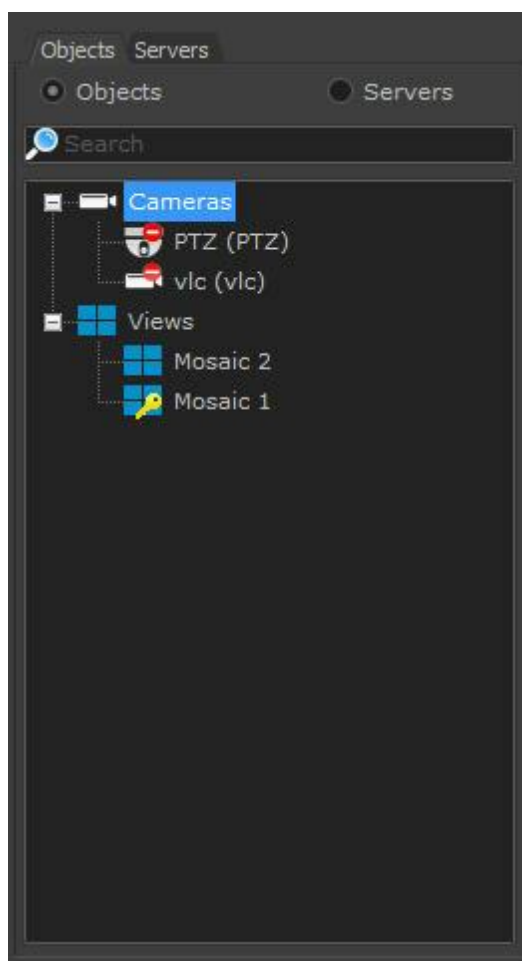 Objects Servers
Objects Servers
Search
Cameras
PTZ (PTZ)
vlc (vlc)
Views
Mosaic 2
Mosaic 1